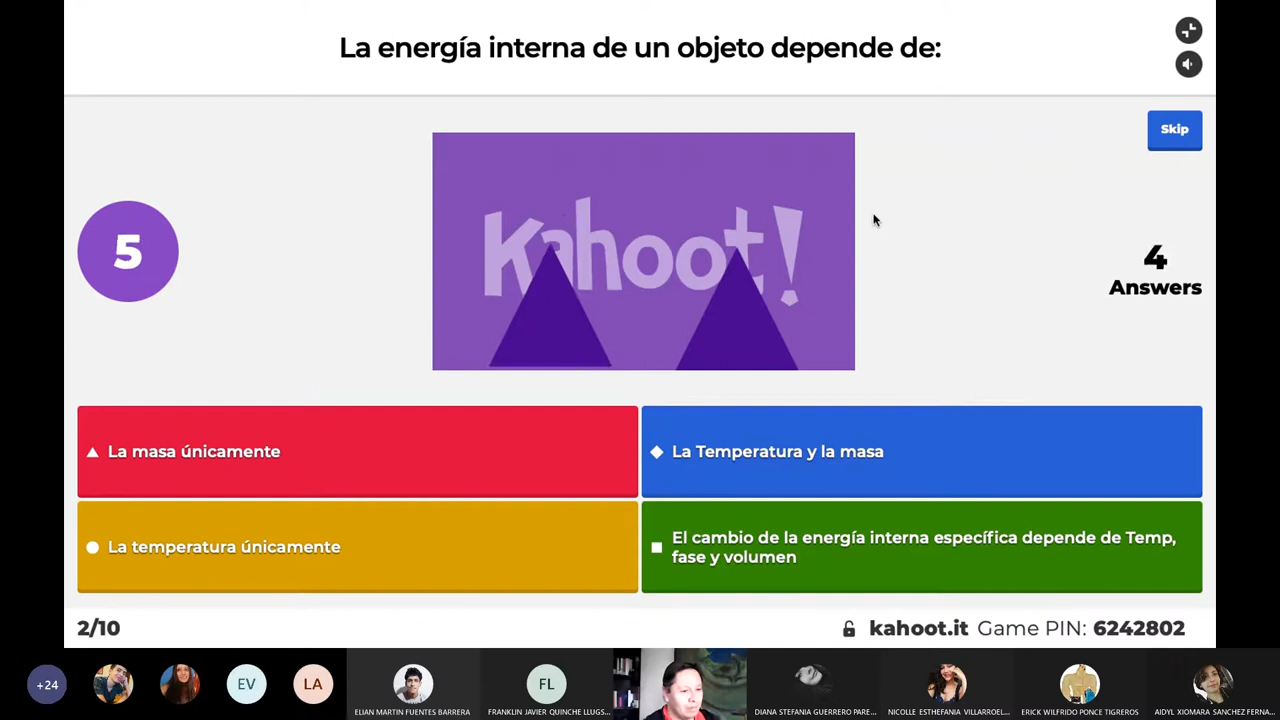 La energía interna de un objeto depende de:
Skip
Kahoot!
5
4
Answers
La masa únicamente
La Temperatura y la masa
La temperatura únicamente
El cambio de la energía interna específica depende de Temp,
fase y volumen
2/10
kahoot.it Game PIN: 6242802
+24
EV
LA
FL
ELIAN MARTIN FUENTES BARRERA
FRANKLIN JAVIER QUINCHE LLUGS...
DIANA STEFANIA GUERRERO PARE...
NICOLLE ESTHEFANIA VILLARROEL...
ERICK WILFRIDO PONCE TIGREROS
AIDYL XIOMARA SANCHEZ FERNA...